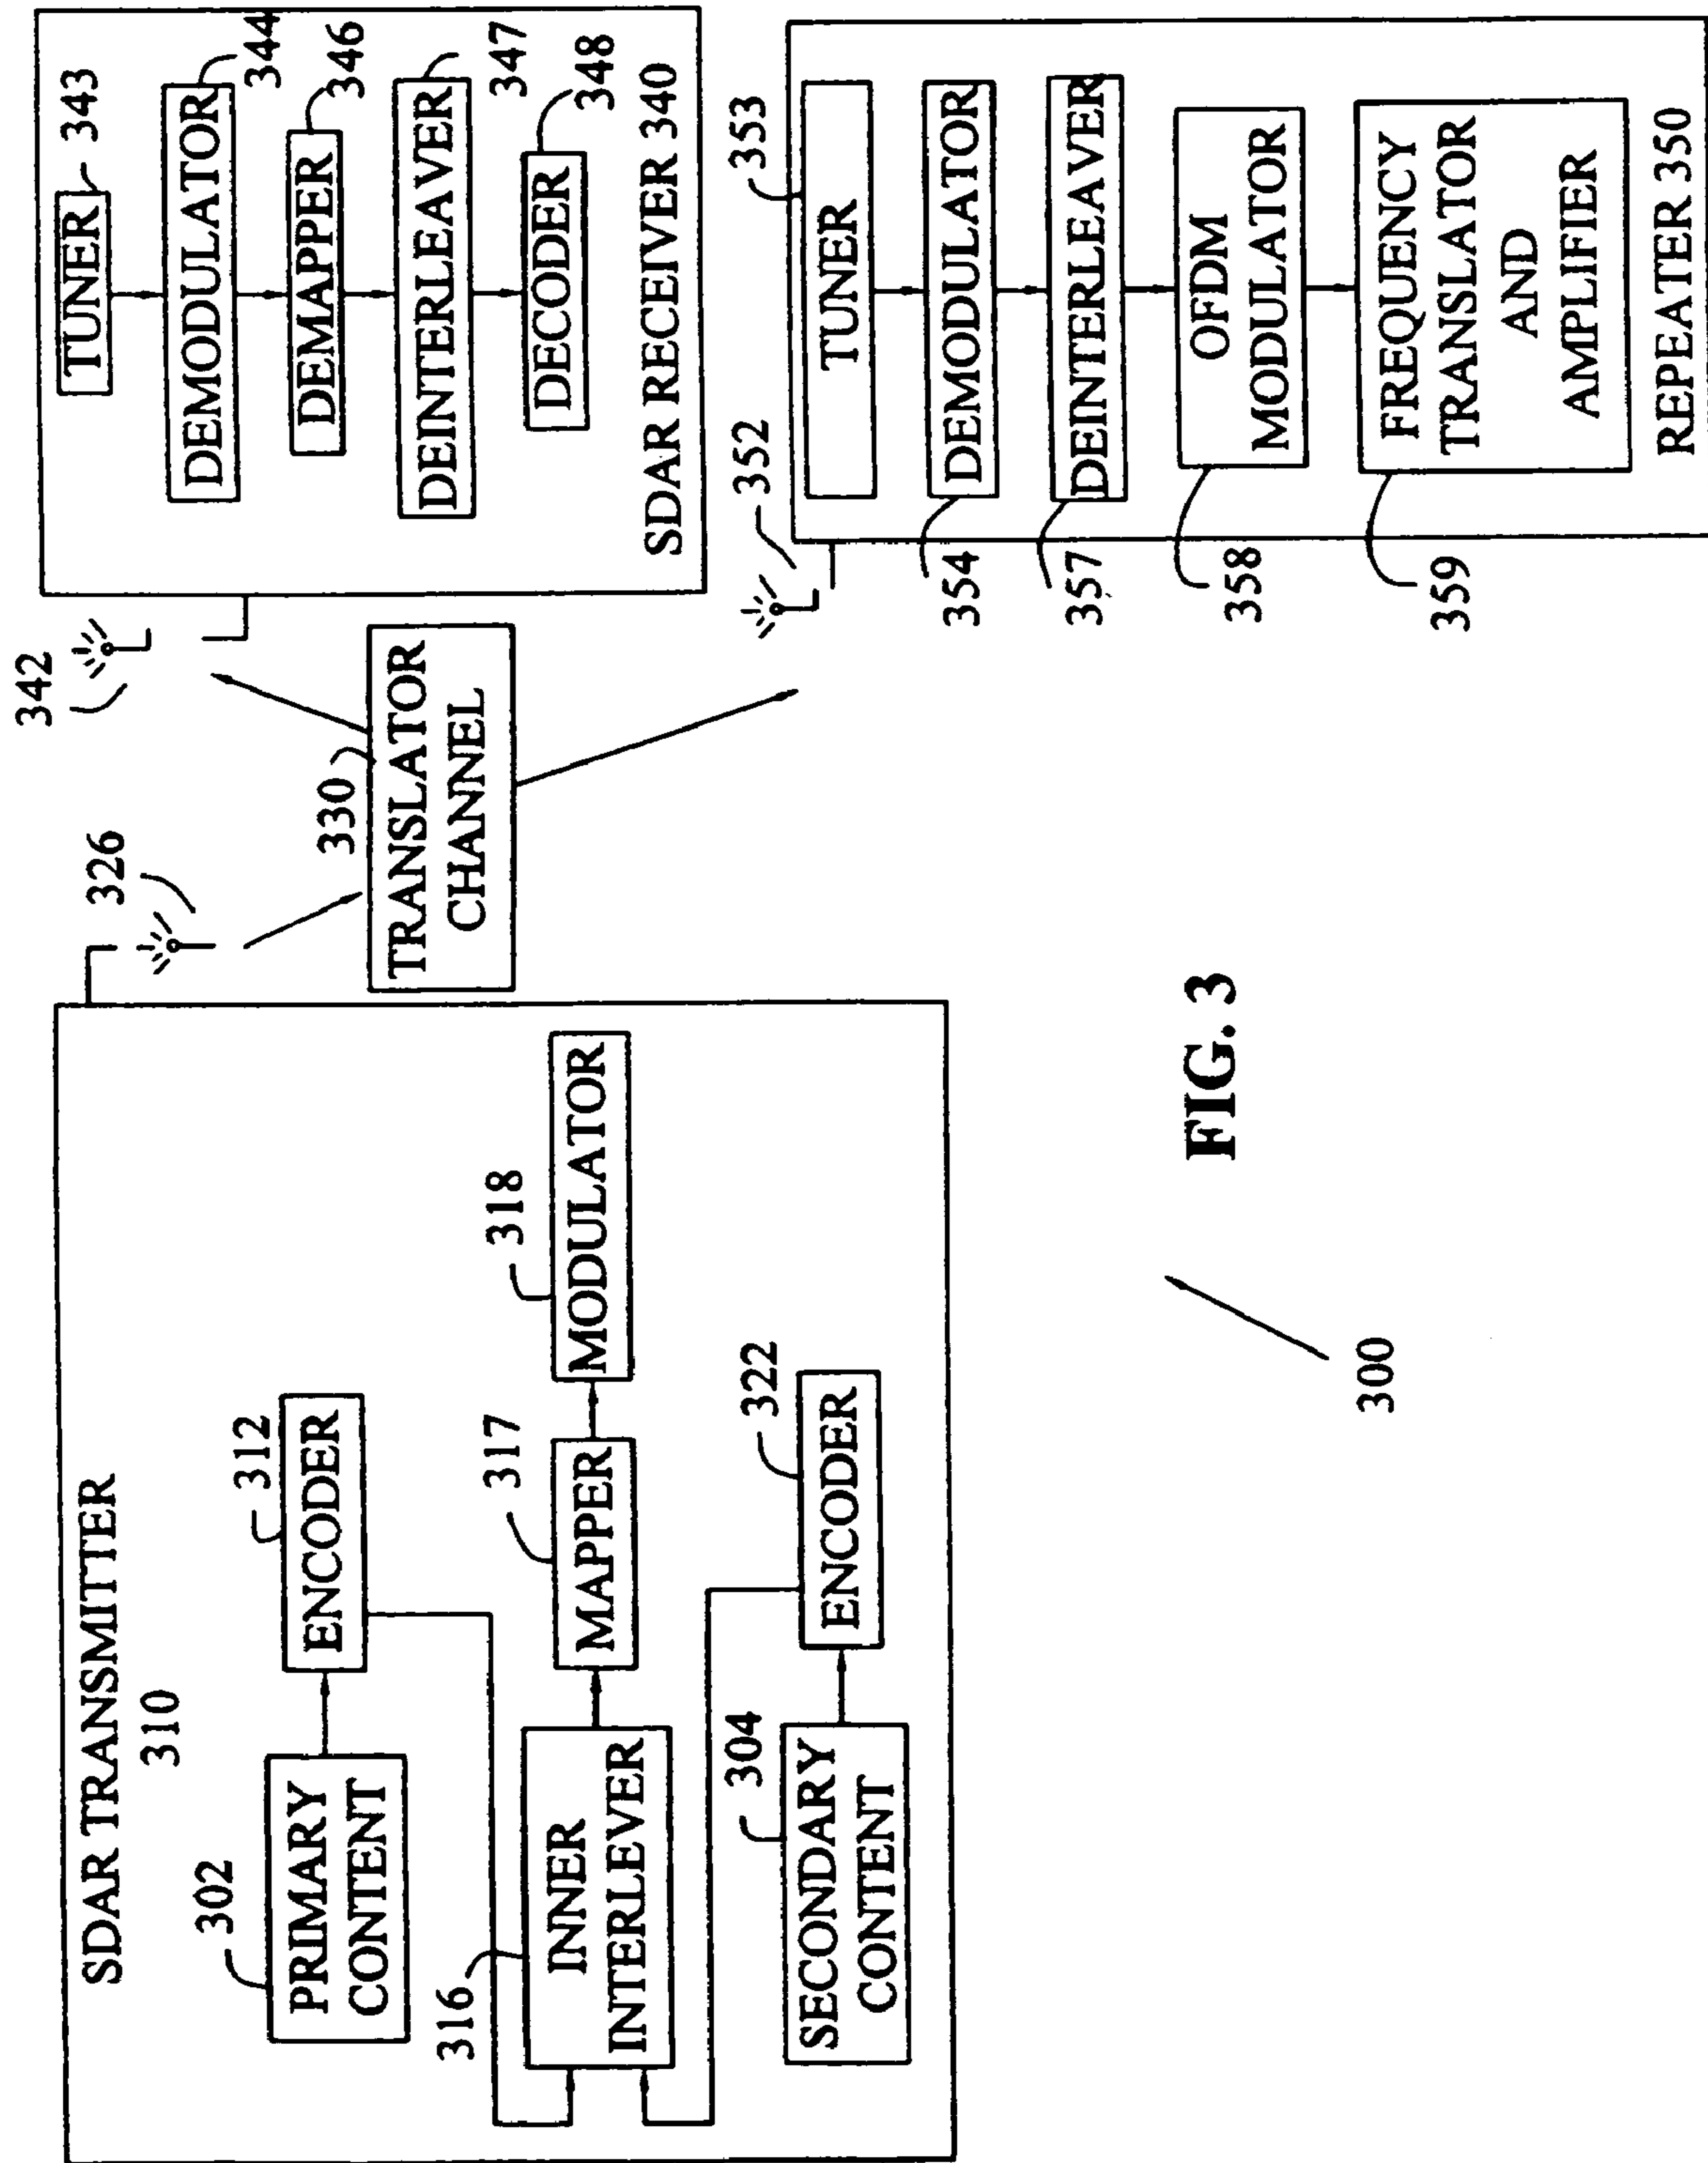 SDAR TRANSMITTER
310
302
PRIMARY
CONTENT
312
ENCODER
316
INNER
INTERLEVER
317
MAPPER
318
MODULATOR
304
SECONDARY
CONTENT
322
ENCODER
326
330
TRANSLATOR
CHANNEL
342
TUNER
343
DEMODULATOR
344
DEMAPPER
346
DEINTERLEAVER
347
DECODER
348
SDAR RECEIVER 340
352
353
TUNER
354
DEMODULATOR
357
DEINTERLEAVER
358
OFDM
MODULATOR
359
FREQUENCY
TRANSLATOR
AND
AMPLIFIER
REPEATER 350
300
FIG. 3